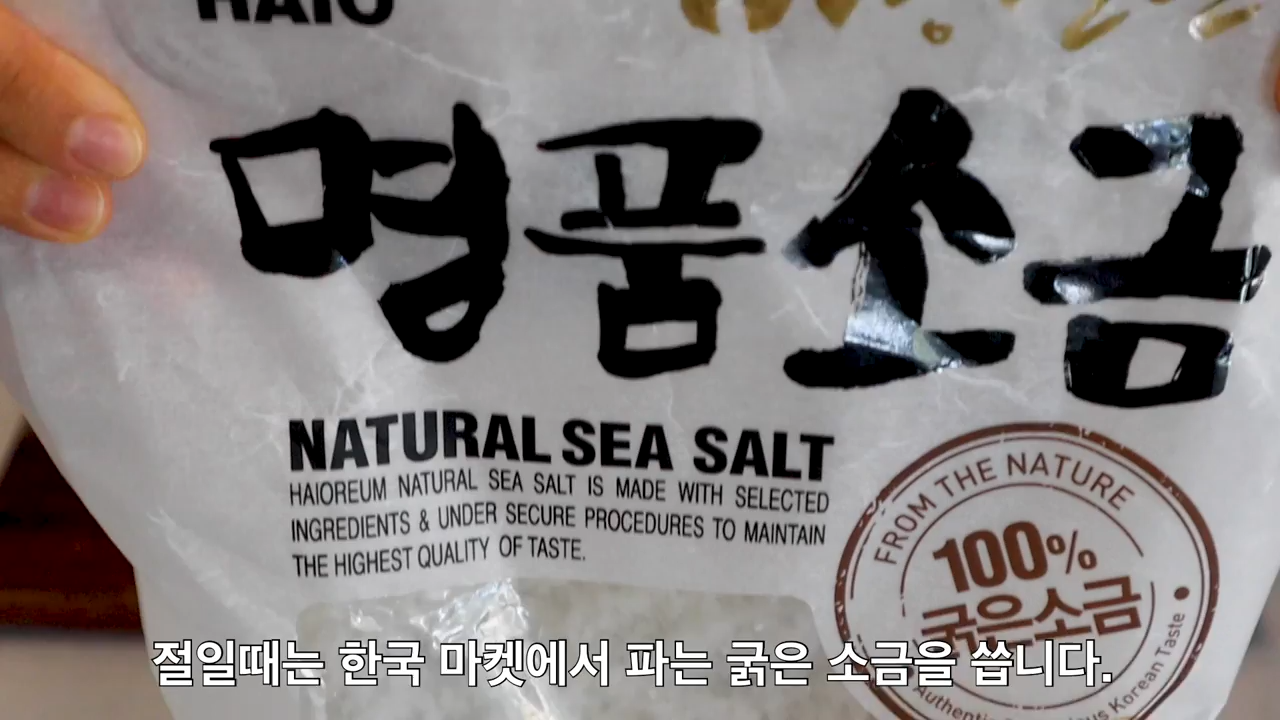 HAIO
명품소금
NATURAL SEA SALT
HAIOREUM NATURAL SEA SALT IS MADE WITH SELECTED
INGREDIENTS & UNDER SECURE PROCEDURES TO MAINTAIN
THE HIGHEST QUALITY OF TASTE.
FROM THE NATURE
100%
굵은소금
Korean Taste
절일때는 한국 마켓에서 파는 굵은 소금을 씁니다.